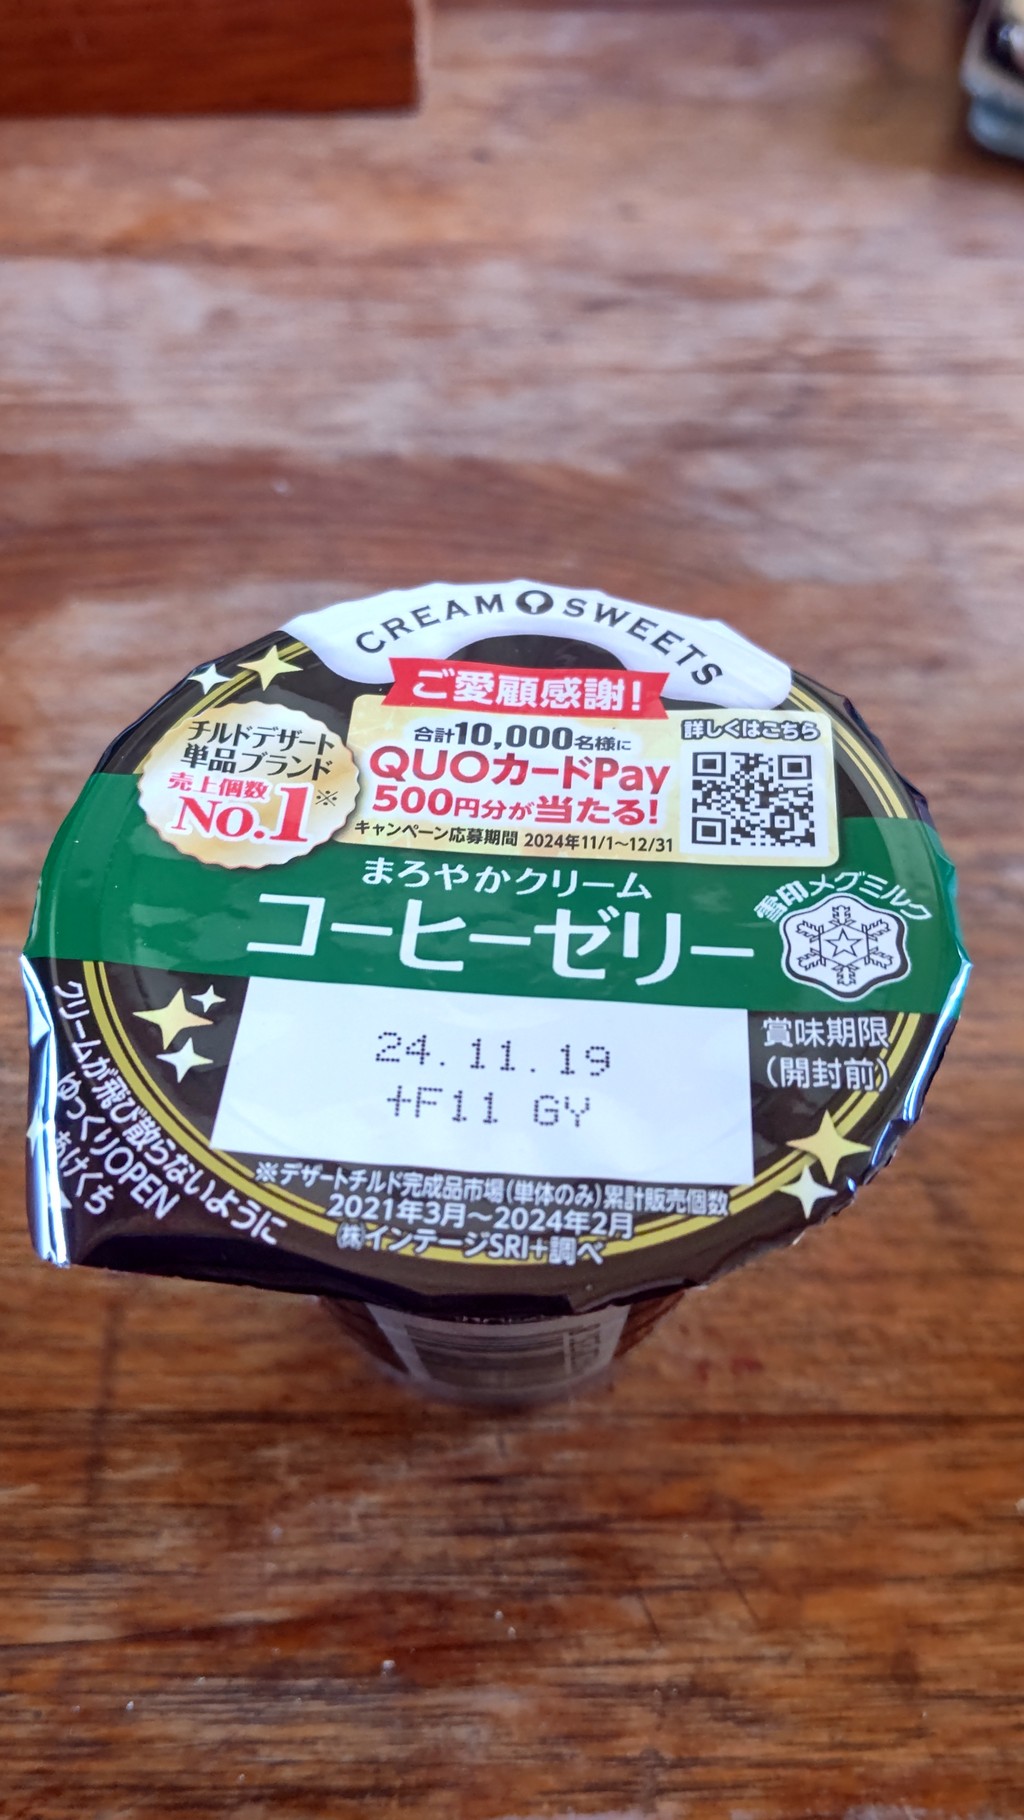 CREAM SWEETS
ご愛顧感謝!
チルドデザート
単品ブランド
売上個数
No.1※
合計10,000名様に
QUOカードPay
500円分が当たる!
キャンペーン応募期間 2024年11/1~12/31
詳しくはこちら
まろやかクリーム
コーヒーゼリー
雪印メグミルク
賞味期限
(開封前)
24.11.19
+F11 GY
クリームが飛び散らないように
ゆっくりOPEN
あけくち
※デザートチルド完成品市場(単体のみ)累計販売個数
2021年3月~2024年2月
㈱インテージSRI+調べ